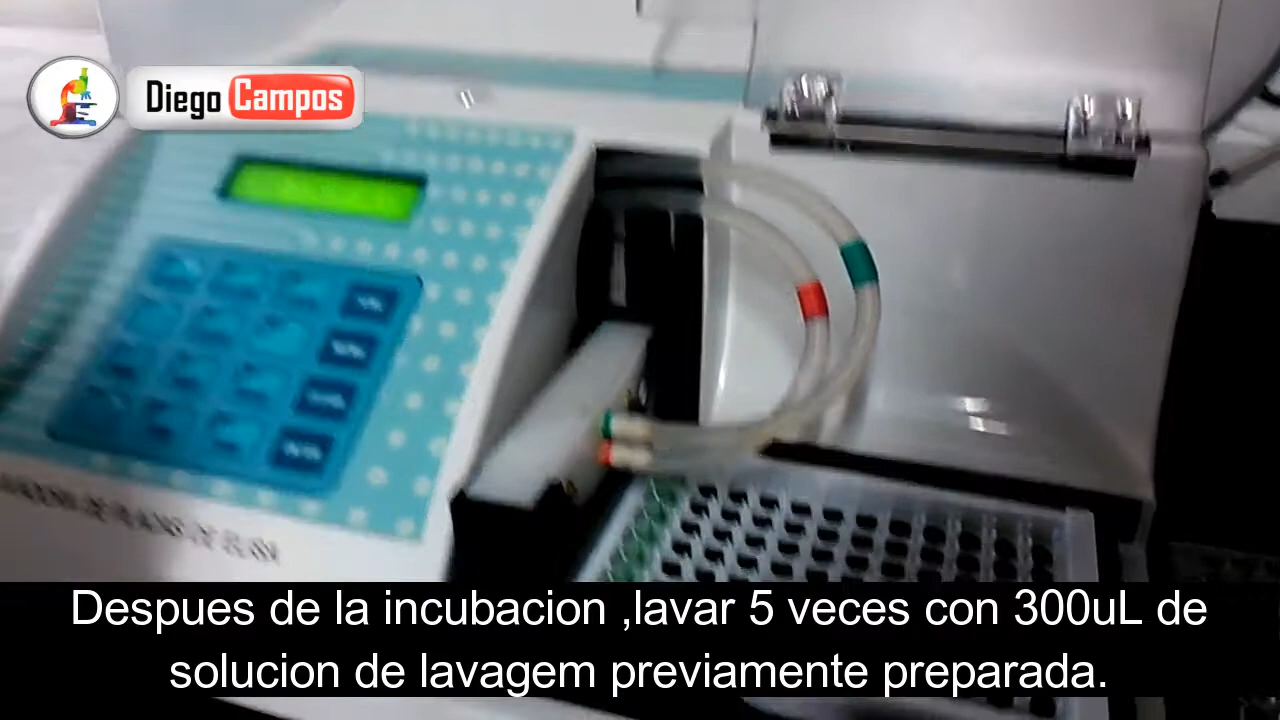 Diego Campos
Despues de la incubacion ,lavar 5 veces con 300uL de
solucion de lavagem previamente preparada.